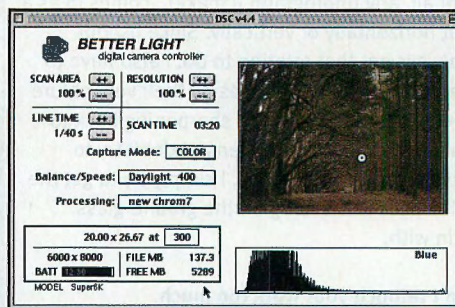 DSC v4.4
BETTER LIGHT
digital camera controller
SCAN AREA ++ RESOLUTION ++
100% -- 100% --
LINE TIME ++ SCAN TIME 03:20
1/40 s --
Capture Mode: COLOR
Balance/Speed: Daylight 400
Processing: new chrom7
20.00 x 26.67 at 300
6000 x 8000 FILE MB 137.3
BATT FREE MB 5289
MODEL Super6K
Blue